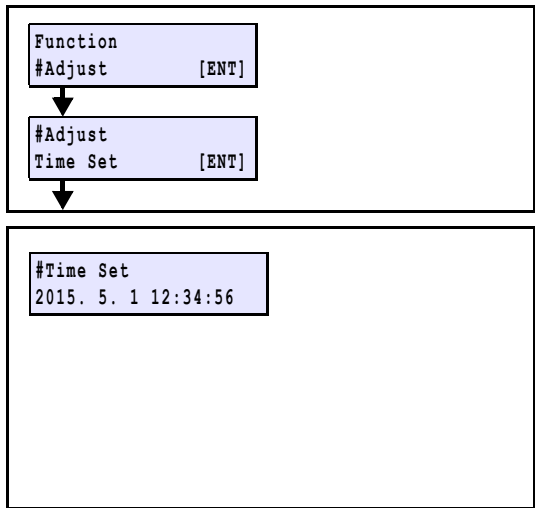 Function
#Adjust [ENT]
#Adjust
Time Set [ENT]
#Time Set
2015. 5. 1 12:34:56